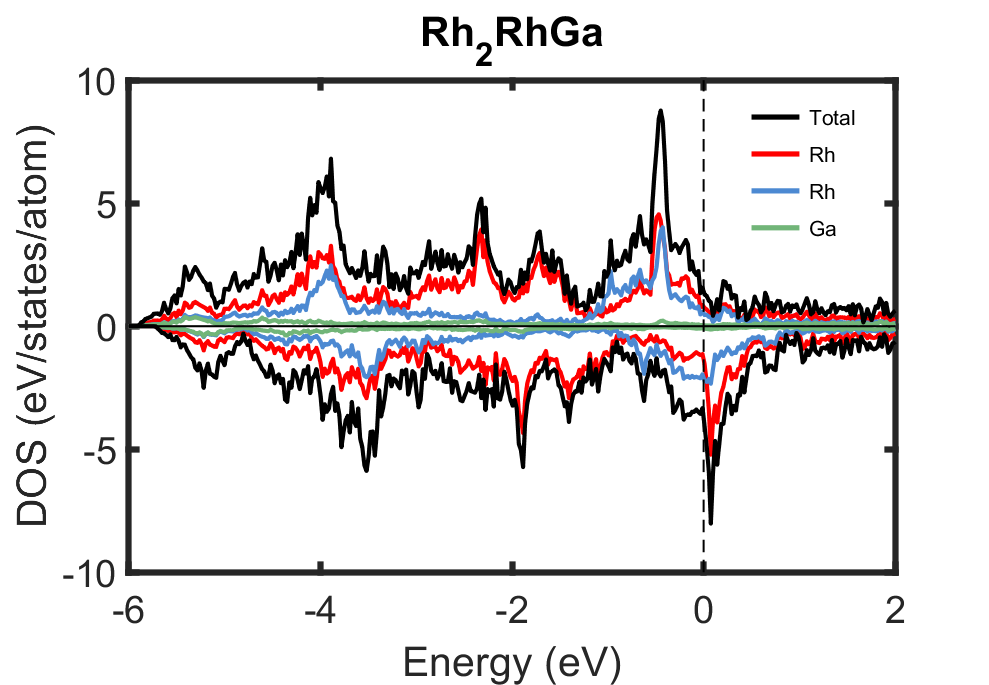 Rh2RhGa
10
5
0
-5
-10
DOS (eV/states/atom)
Total
Rh
Rh
Ga
-6
-4
-2
0
2
Energy (eV)